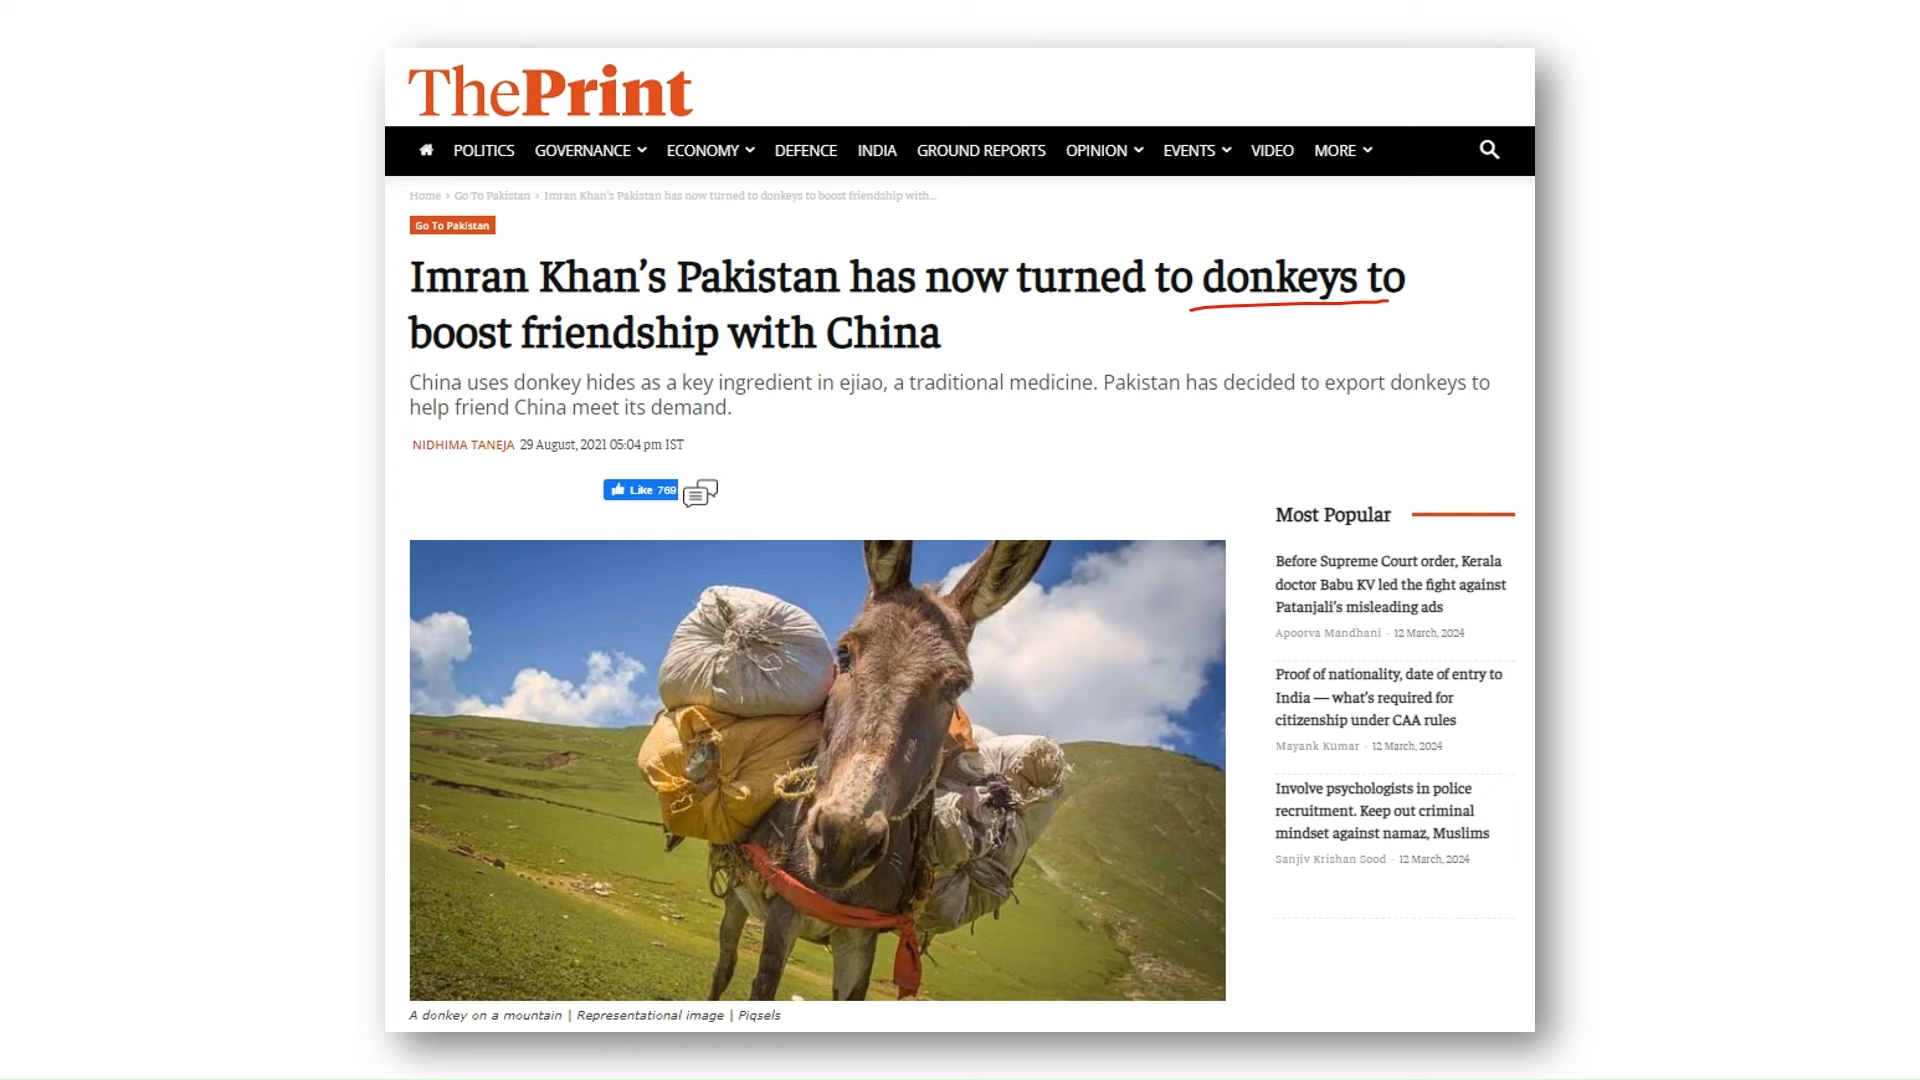 ThePrint
POLITICS GOVERNANCE ECONOMY DEFENCE INDIA GROUND REPORTS OPINION EVENTS VIDEO MORE
Home › Go To Pakistan › Imran Khan's Pakistan has now turned to donkeys to boost friendship with...
Go To Pakistan
Imran Khan’s Pakistan has now turned to donkeys to
boost friendship with China
China uses donkey hides as a key ingredient in ejiao, a traditional medicine. Pakistan has decided to export donkeys to
help friend China meet its demand.
NIDHIMA TANEJA 29 August, 2021 05:04 pm IST
Like 769
Most Popular
Before Supreme Court order, Kerala
doctor Babu KV led the fight against
Patanjali’s misleading ads
Apoorva Mandhani - 12 March, 2024
Proof of nationality, date of entry to
India — what’s required for
citizenship under CAA rules
Mayank Kumar - 12 March, 2024
Involve psychologists in police
recruitment. Keep out criminal
mindset against namaz, Muslims
Sanjiv Krishan Sood - 12 March, 2024
A donkey on a mountain | Representational image | Piqsels